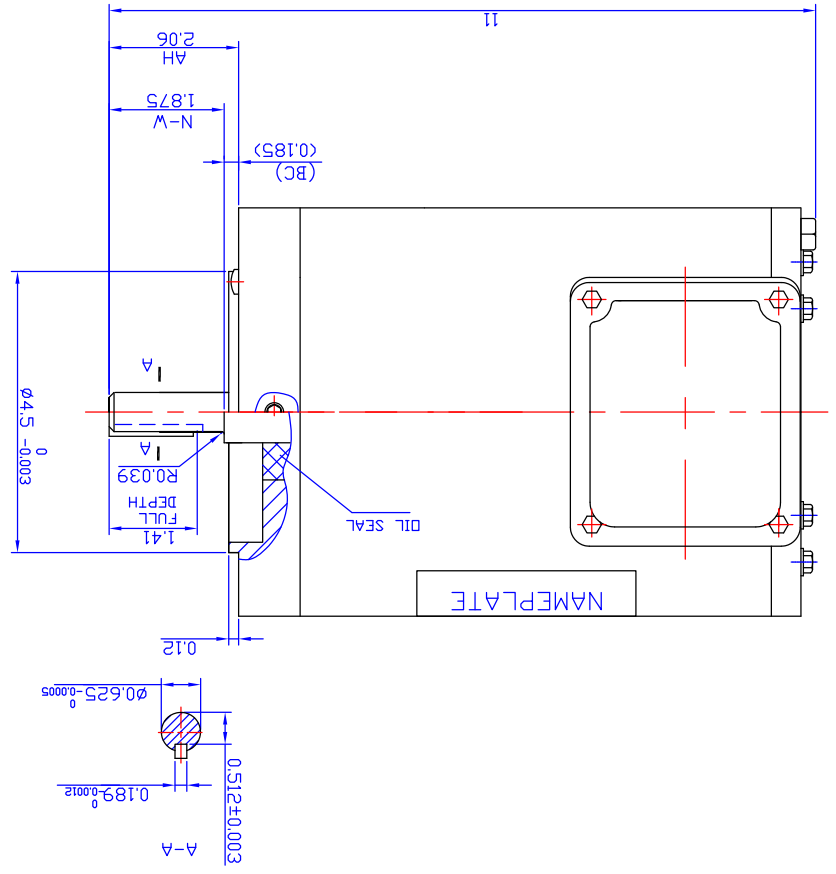 A-A
0.512±0.003
0.189 0 -0.0012
Ø0.625 0 -0.0005
0.12
NAMEPLATE
1.41
FULL
DEPTH
OIL SEAL
R0.039
A
A
Ø4.5 0 -0.003
(BC)
(0.185)
N-W
1.875
AH
2.06
11